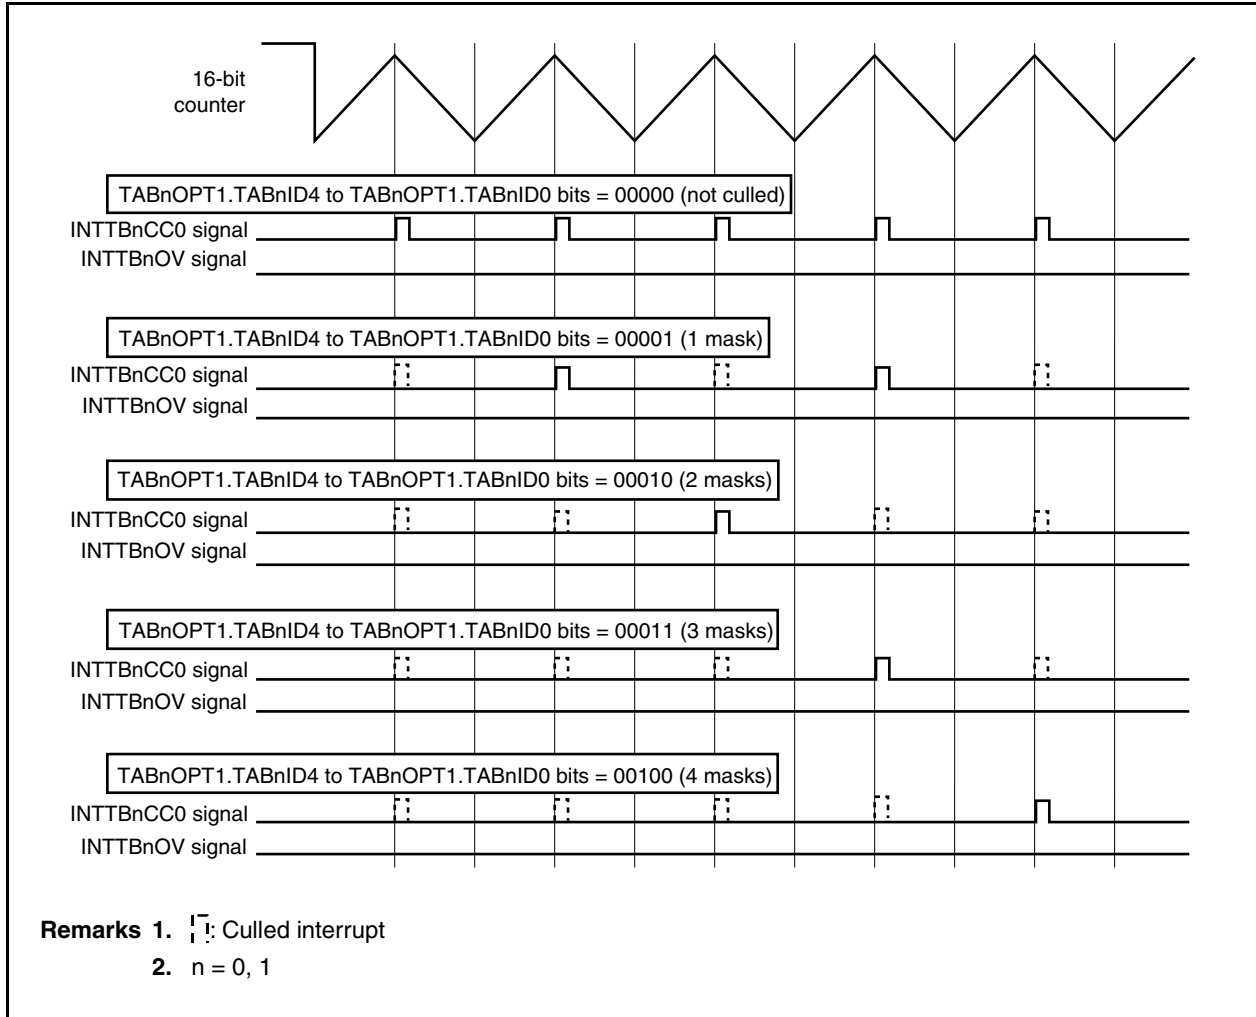 16-bit
counter
TABnOPT1.TABnID4 to TABnOPT1.TABnID0 bits = 00000 (not culled)
INTTBnCC0 signal
INTTBnOV signal
TABnOPT1.TABnID4 to TABnOPT1.TABnID0 bits = 00001 (1 mask)
INTTBnCC0 signal
INTTBnOV signal
TABnOPT1.TABnID4 to TABnOPT1.TABnID0 bits = 00010 (2 masks)
INTTBnCC0 signal
INTTBnOV signal
TABnOPT1.TABnID4 to TABnOPT1.TABnID0 bits = 00011 (3 masks)
INTTBnCC0 signal
INTTBnOV signal
TABnOPT1.TABnID4 to TABnOPT1.TABnID0 bits = 00100 (4 masks)
INTTBnCC0 signal
INTTBnOV signal
Remarks 1. : Culled interrupt
2. n = 0, 1